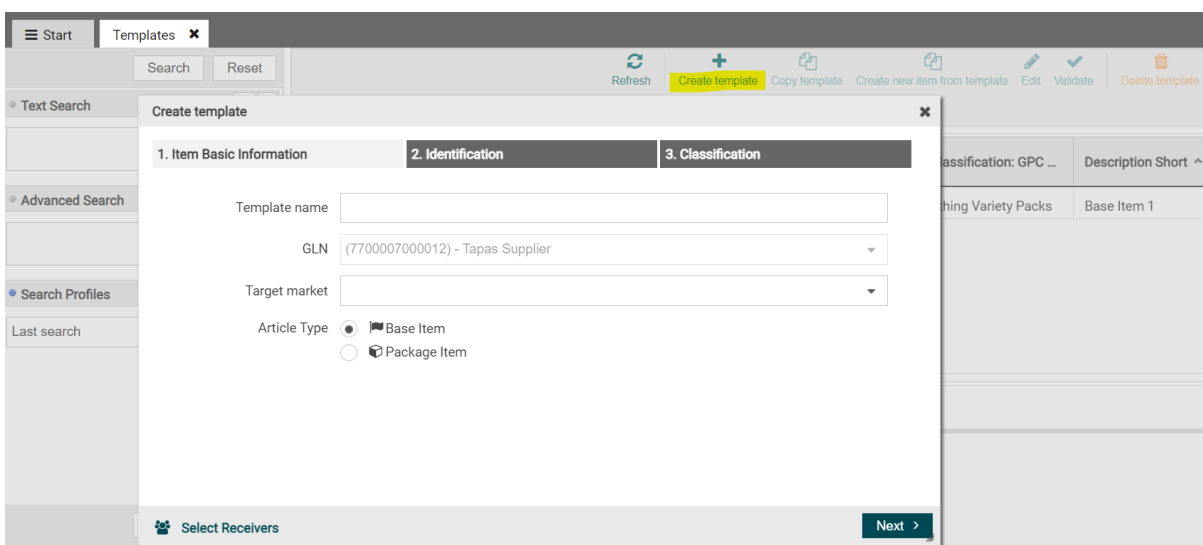 Start
Templates
Search
Reset
Refresh
Create template
Copy template
Create new item from template
Edit
Validate
Delete template
Text Search
Advanced Search
Search Profiles
Last search
Create template
1. Item Basic Information
2. Identification
3. Classification
Template name
GLN
(7700007000012) - Tapas Supplier
Target market
Article Type
Base Item
Package Item
Select Receivers
Next
assification: GPC ...
Description Short
thing Variety Packs
Base Item 1